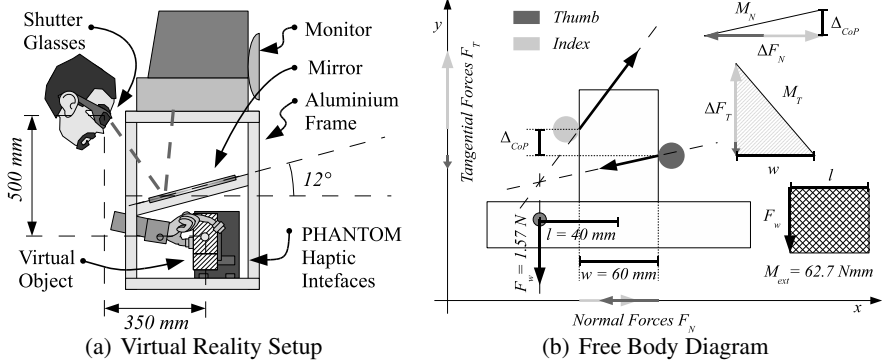 Shutter
Glasses
Monitor
Mirror
Aluminium
Frame
500 mm
12°
Virtual
Object
PHANTOM
Haptic
Intefaces
350 mm
(a) Virtual Reality Setup
y
Tangential Forces F_T
Thumb
Index
M_N
Δ_CoP
ΔF_N
ΔF_T
M_T
w
Δ_CoP
l
F_w
M_ext = 62.7 Nmm
F_w = 1.57 N
l = 40 mm
w = 60 mm
x
Normal Forces F_N
(b) Free Body Diagram